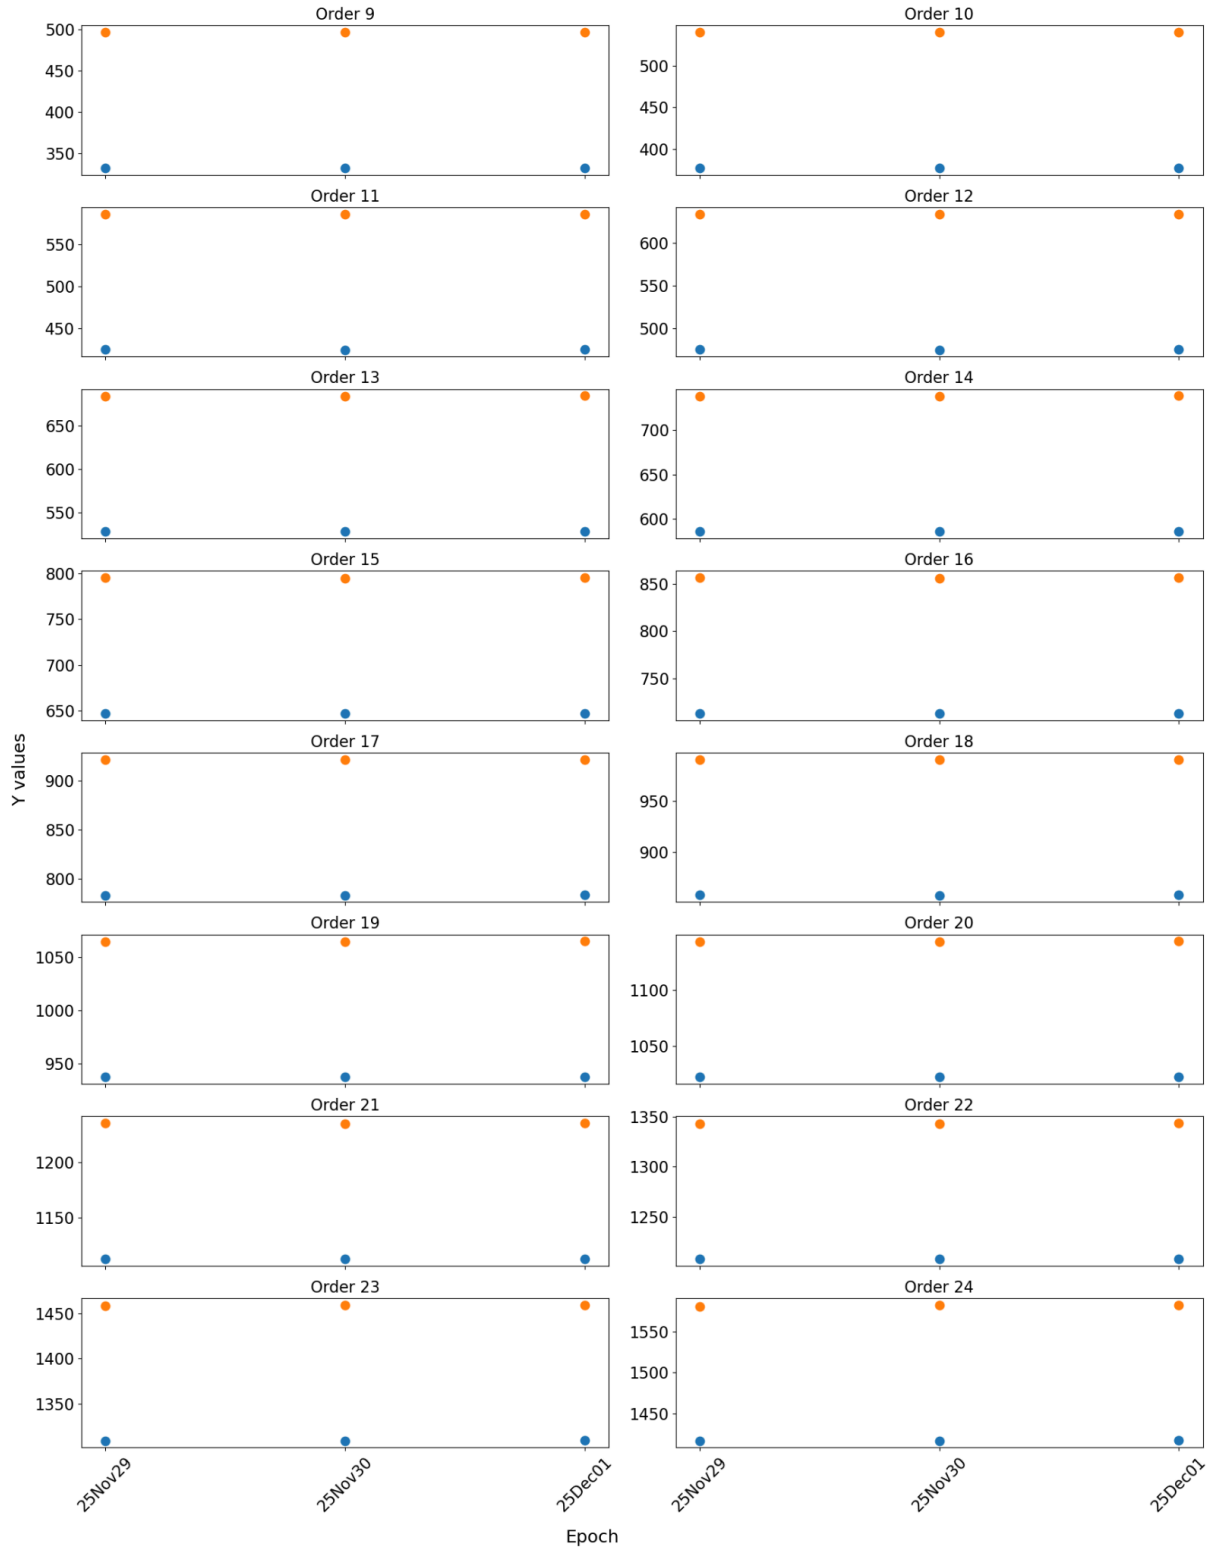 Order 9
500
450
400
350
Order 10
500
450
400
Order 11
550
500
450
Order 12
600
550
500
Order 13
650
600
550
Order 14
700
650
600
Order 15
800
750
700
650
Order 16
850
800
750
Y values
Order 17
900
850
800
Order 18
950
900
Order 19
1050
1000
950
Order 20
1100
1050
Order 21
1200
1150
Order 22
1350
1300
1250
Order 23
1450
1400
1350
Order 24
1550
1500
1450
25Nov29
25Nov30
25Dec01
25Nov29
25Nov30
25Dec01
Epoch